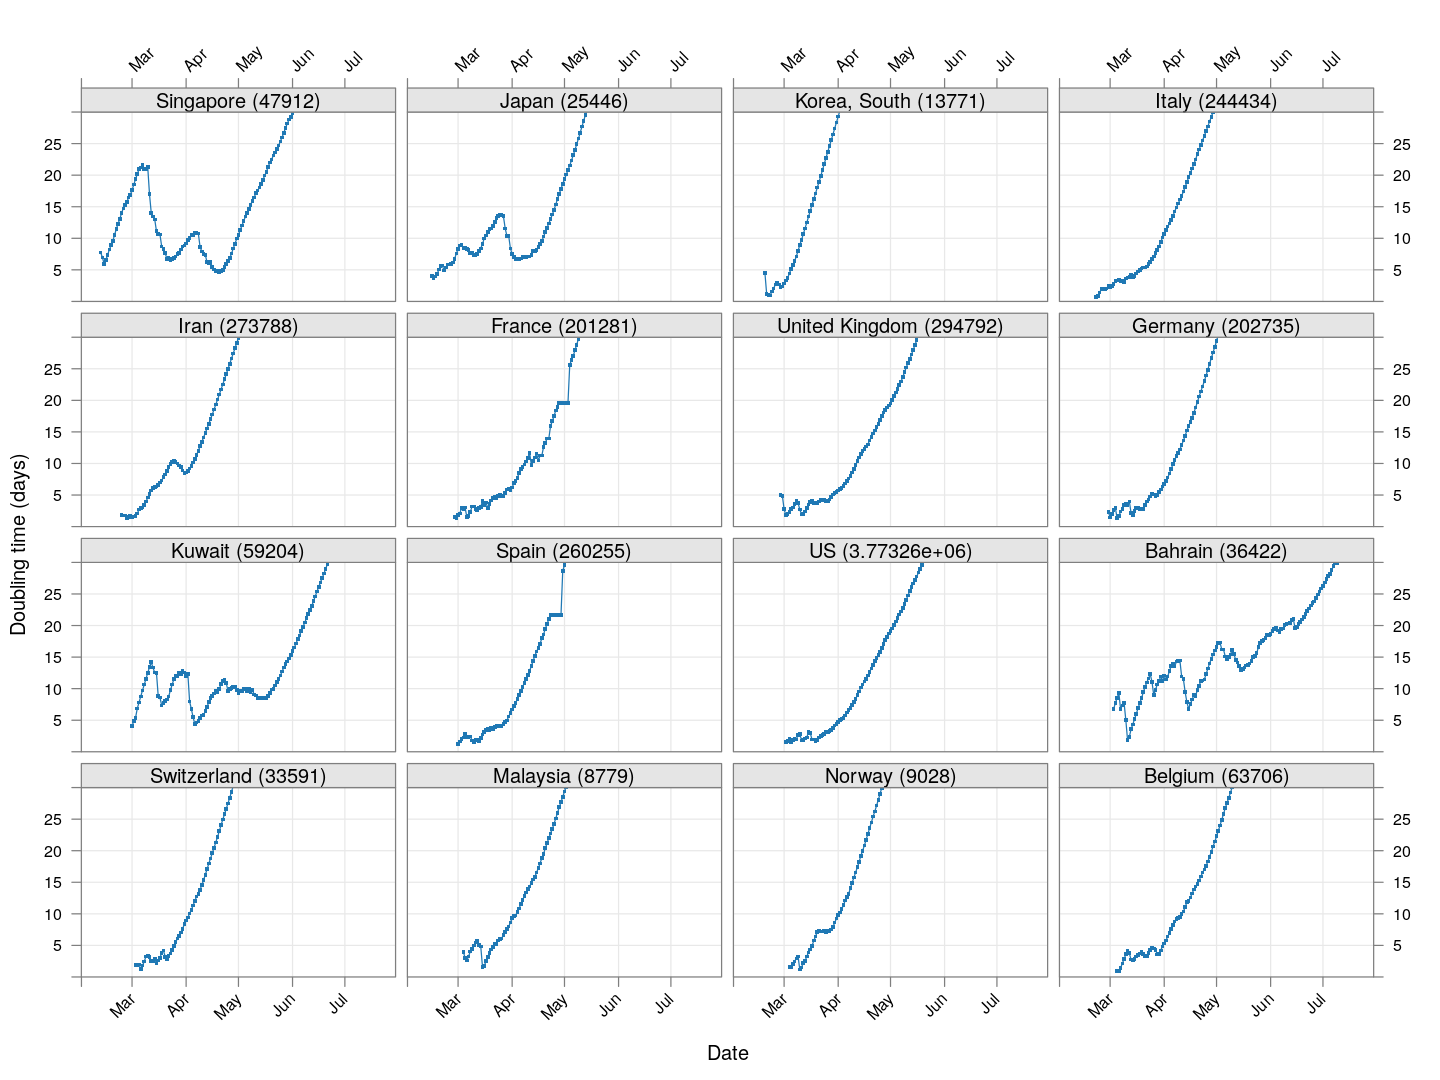 Mar Apr May Jun Jul Mar Apr May Jun Jul Mar Apr May Jun Jul Mar Apr May Jun Jul
Singapore (47912) Japan (25446) Korea, South (13771) Italy (244434)
25 25
20 20
15 15
10 10
5 5
Iran (273788) France (201281) United Kingdom (294792) Germany (202735)
25 25
20 20
15 15
10 10
5 5
Doubling time (days)
Kuwait (59204) Spain (260255) US (3.77326e+06) Bahrain (36422)
25 25
20 20
15 15
10 10
5 5
Switzerland (33591) Malaysia (8779) Norway (9028) Belgium (63706)
25 25
20 20
15 15
10 10
5 5
Mar Apr May Jun Jul Mar Apr May Jun Jul Mar Apr May Jun Jul Mar Apr May Jun Jul
Date